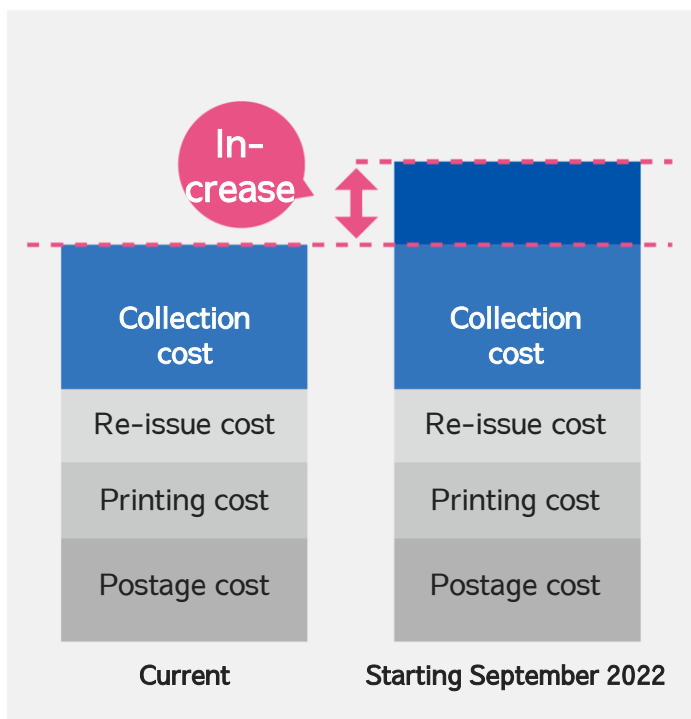 In-
crease
Collection
cost
Re-issue cost
Printing cost
Postage cost
Current
Collection
cost
Re-issue cost
Printing cost
Postage cost
Starting September 2022